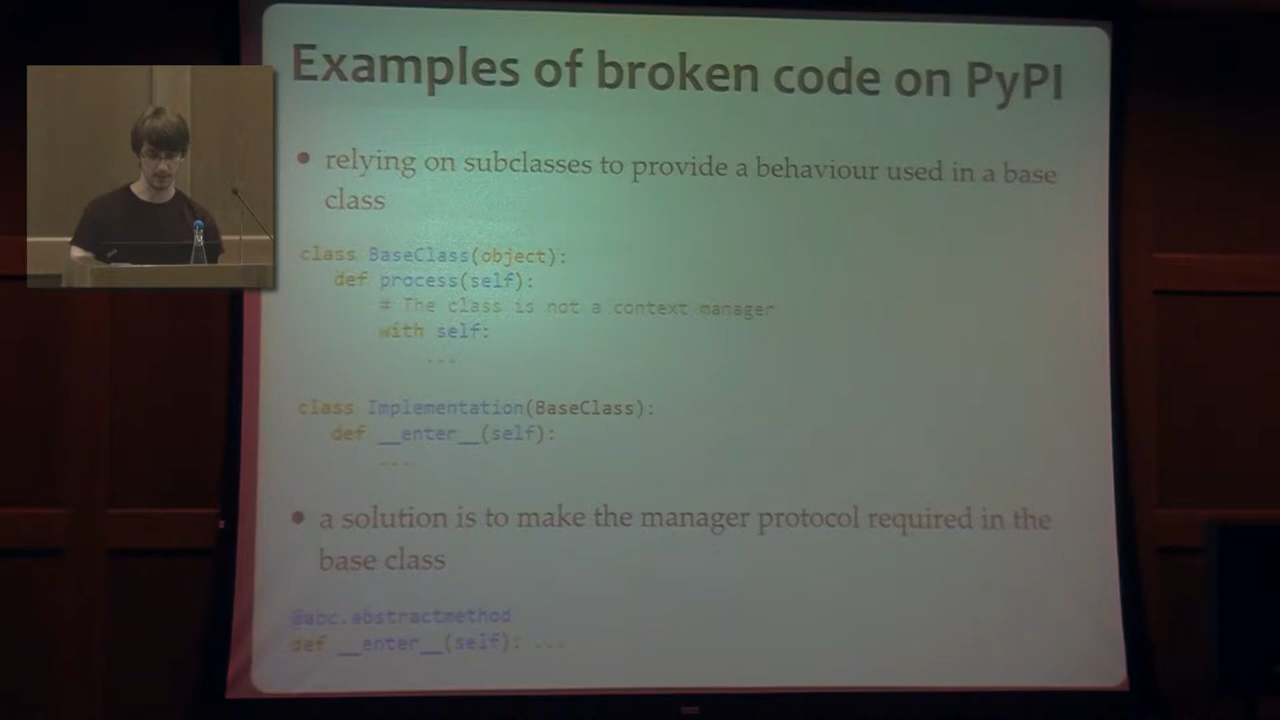 Examples of broken code on PyPI
• relying on subclasses to provide a behaviour used in a base
class
class BaseClass(object):
def process(self):
# The class is not a context manager
with self:
...
class Implementation(BaseClass):
def __enter__(self):
...
• a solution is to make the manager protocol required in the
base class
@abc.abstractmethod
def __enter__(self): ...